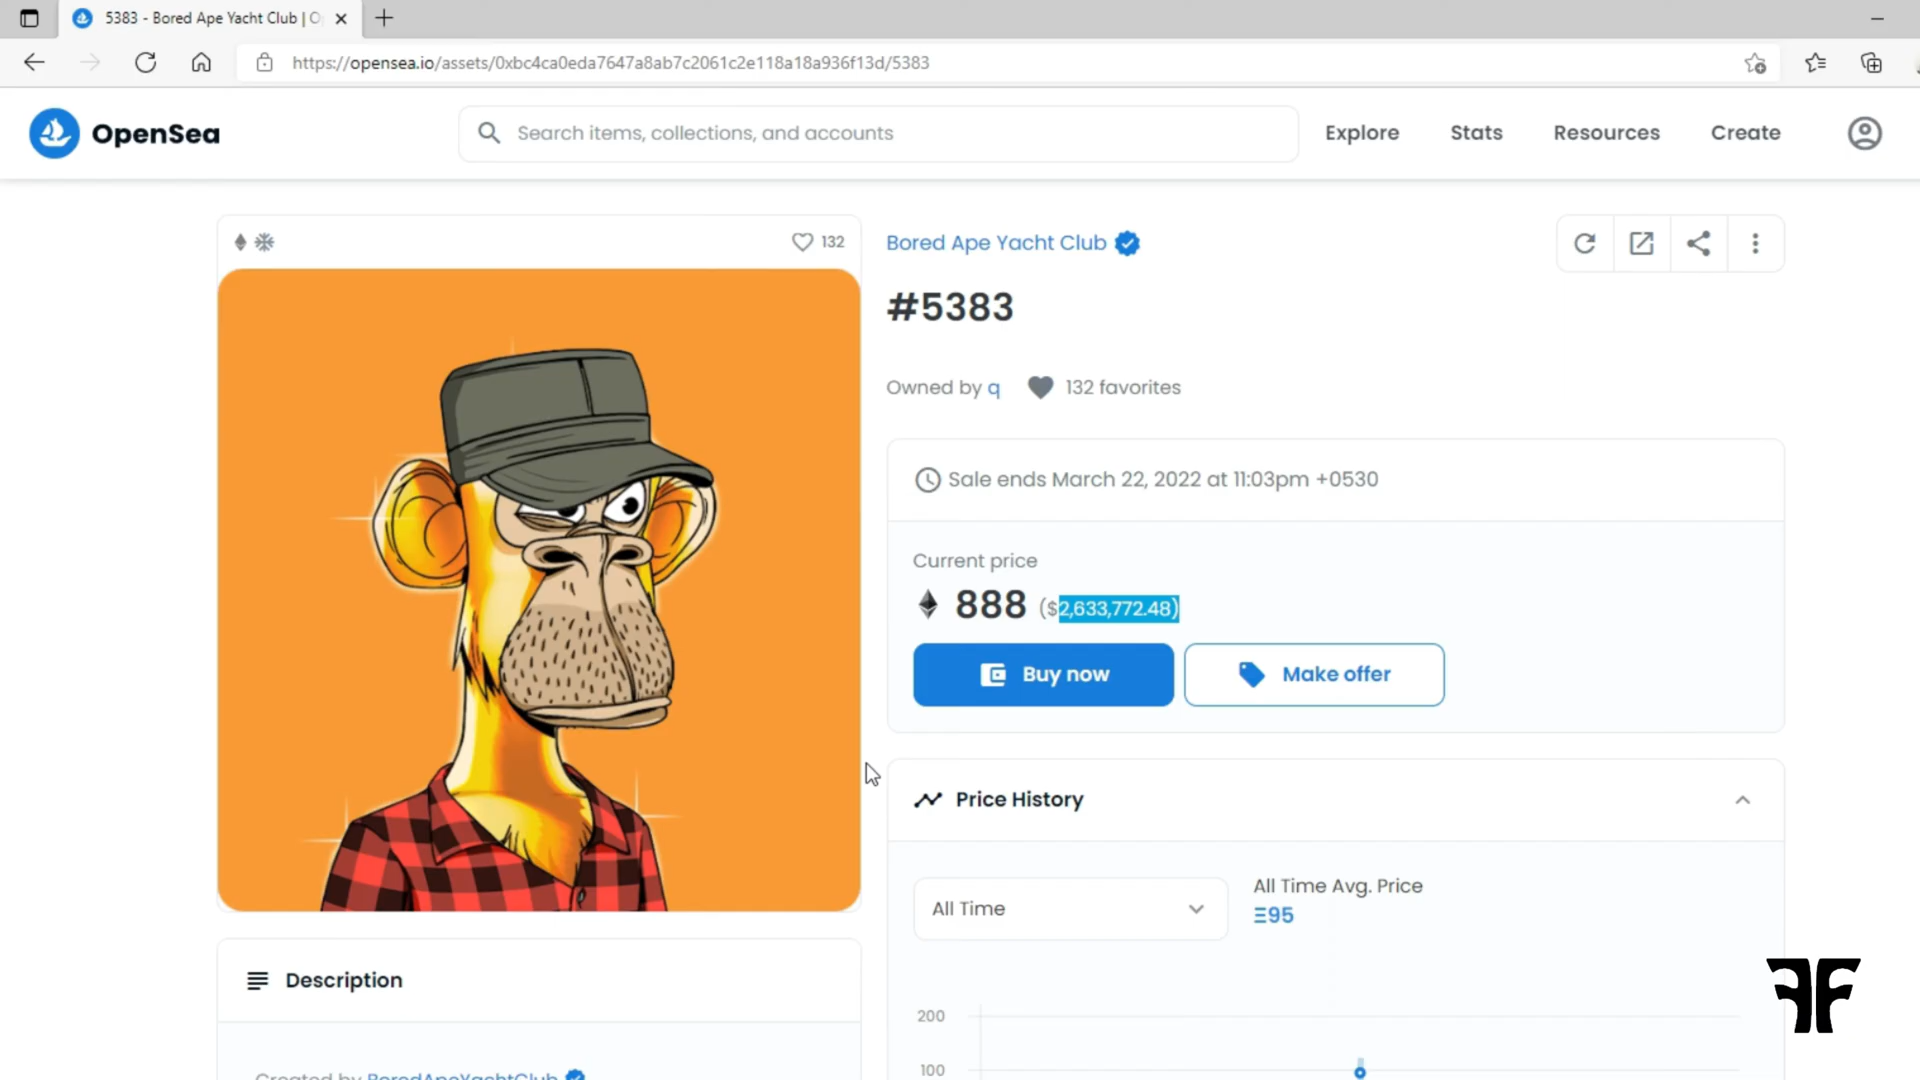 5383 - Bored Ape Yacht Club | O
https://opensea.io/assets/0xbc4ca0eda7647a8ab7c2061c2e118a18a936f13d/5383
OpenSea
Search items, collections, and accounts
Explore
Stats
Resources
Create
132
Bored Ape Yacht Club
#5383
Owned by q
132 favorites
Sale ends March 22, 2022 at 11:03pm +0530
Current price
888 ($2,633,772.48)
Buy now
Make offer
Price History
All Time
All Time Avg. Price
Ξ95
200
100
Description
Created by BoredApeYachtClub